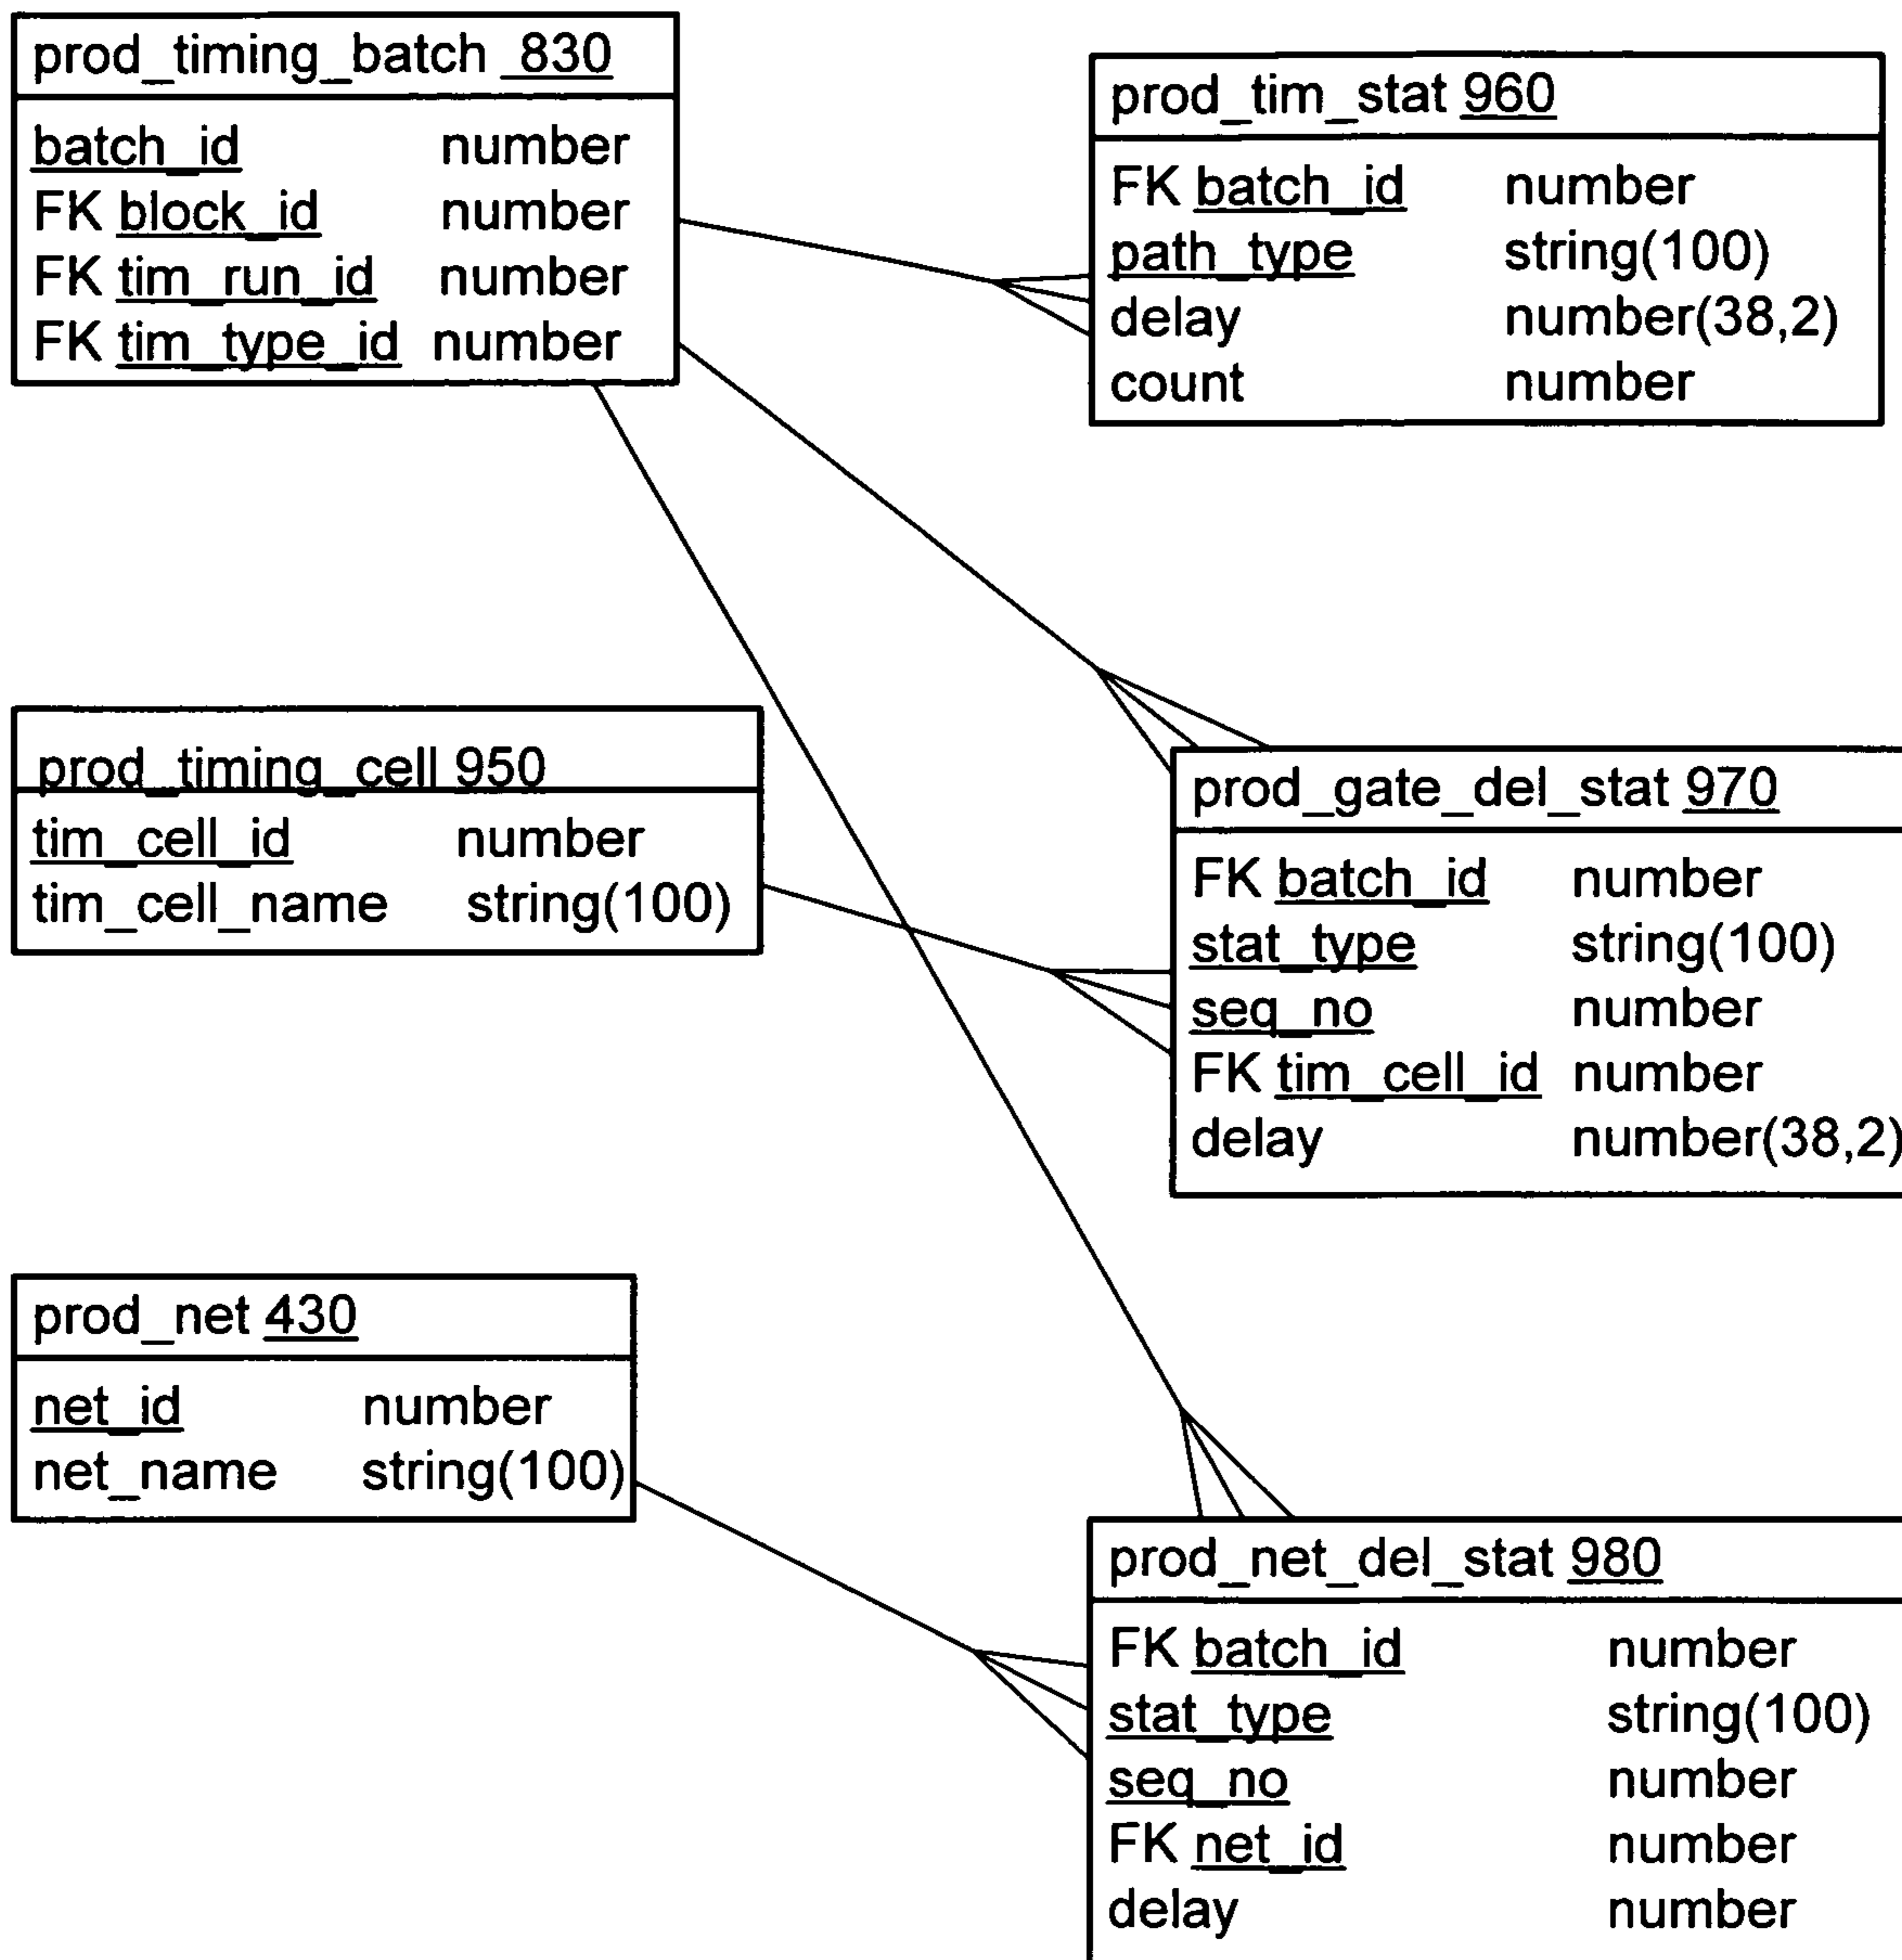 prod_timing_batch 830
batch_id number
FK block_id number
FK tim_run_id number
FK tim_type_id number
prod_tim_stat 960
FK batch_id number
path_type string(100)
delay number(38,2)
count number
prod_timing_cell 950
tim_cell_id number
tim_cell_name string(100)
prod_gate_del_stat 970
FK batch_id number
stat_type string(100)
seq_no number
FK tim_cell_id number
delay number(38,2)
prod_net 430
net_id number
net_name string(100)
prod_net_del_stat 980
FK batch_id number
stat_type string(100)
seq_no number
FK net_id number
delay number